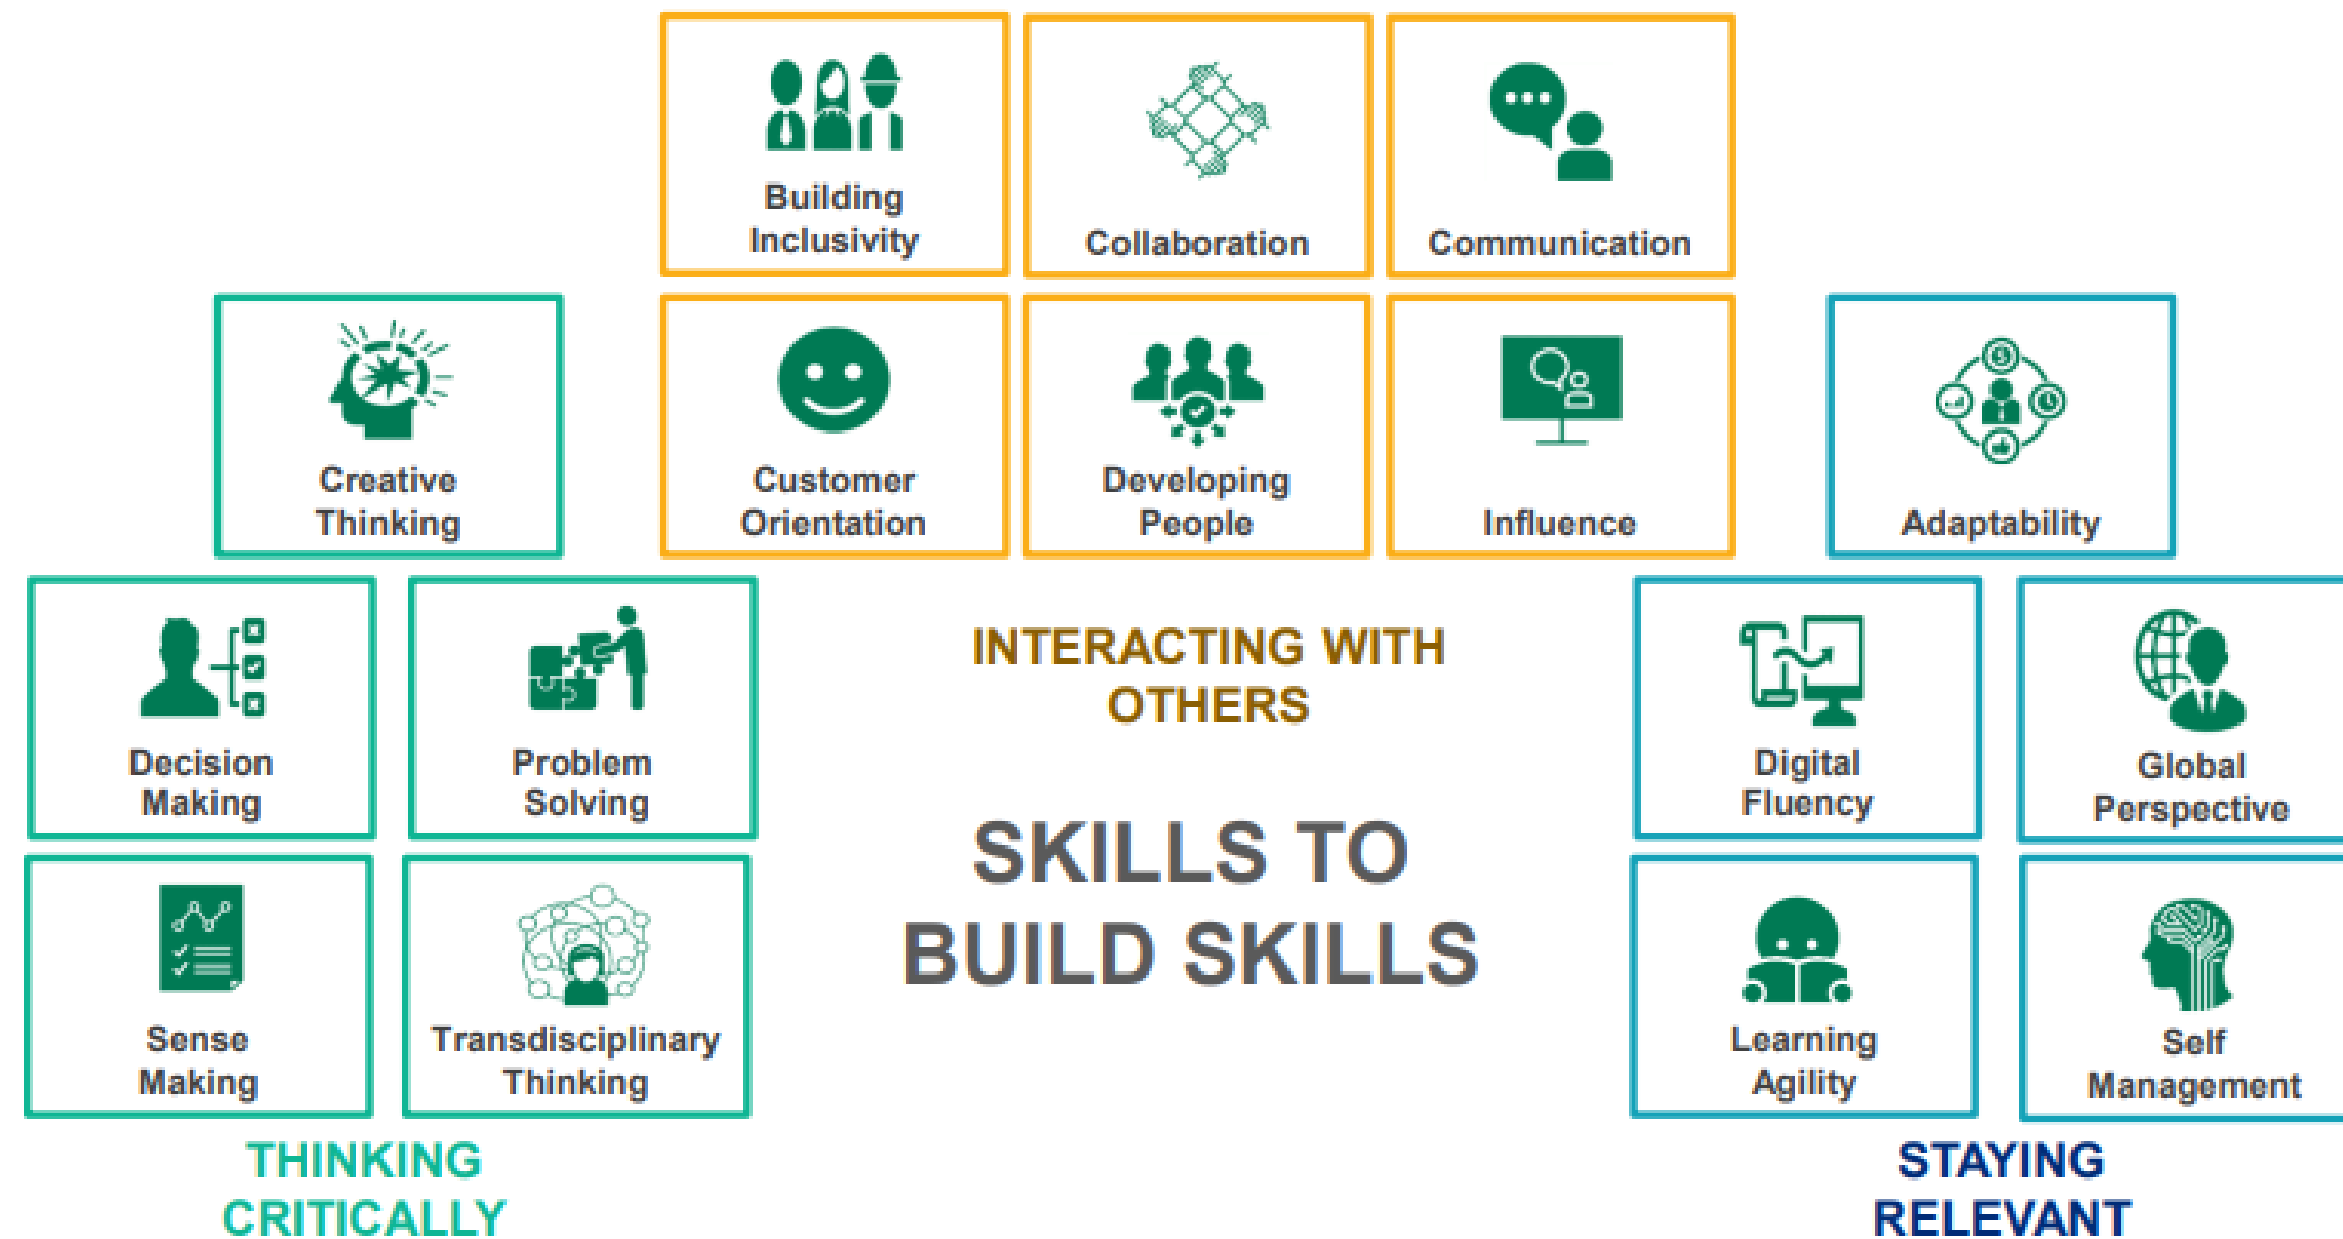 Building
Inclusivity
Collaboration
Communication
Creative
Thinking
Customer
Orientation
Developing
People
Influence
Adaptability
Decision
Making
Problem
Solving
INTERACTING WITH
OTHERS
Digital
Fluency
Global
Perspective
SKILLS TO
BUILD SKILLS
Sense
Making
Transdisciplinary
Thinking
Learning
Agility
Self
Management
THINKING
CRITICALLY
STAYING
RELEVANT